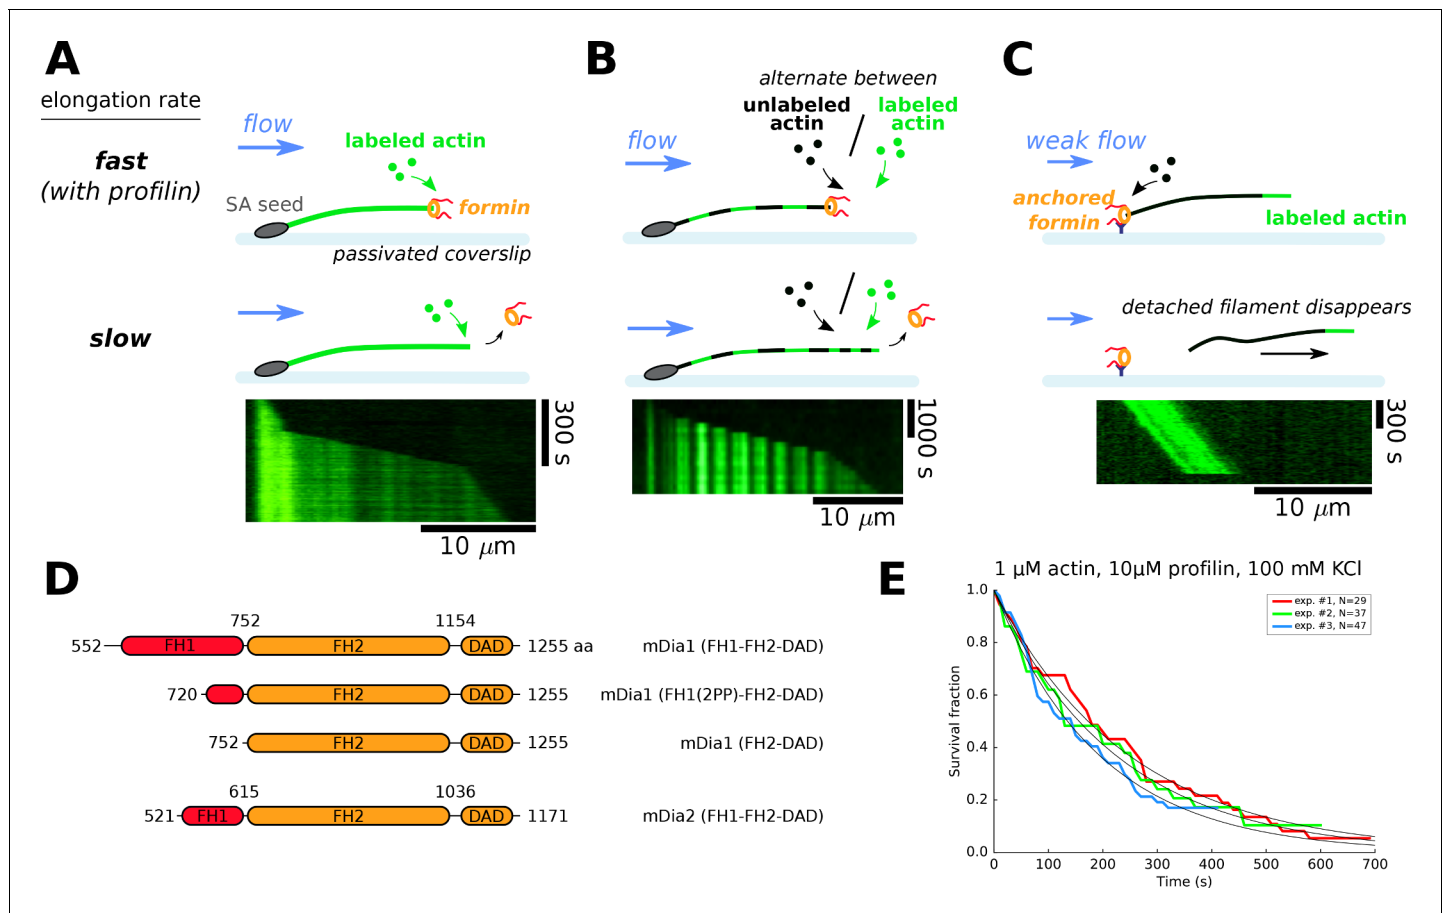 A
elongation rate
fast
(with profilin)
slow
flow
labeled actin
SA seed
formin
passivated coverslip
300 s
10 μm
B
alternate between
unlabeled
actin
labeled
actin
flow
1000 s
10 μm
C
weak flow
anchored
formin
labeled actin
detached filament disappears
300 s
10 μm
D
752 1154
552 FH1 FH2 DAD 1255 aa mDia1 (FH1-FH2-DAD)
720 FH2 DAD 1255 mDia1 (FH1(2PP)-FH2-DAD)
752 FH2 DAD 1255 mDia1 (FH2-DAD)
615 1036
521 FH1 FH2 DAD 1171 mDia2 (FH1-FH2-DAD)
E
1 μM actin, 10μM profilin, 100 mM KCl
exp. #1, N=29
exp. #2, N=37
exp. #3, N=47
Survival fraction
1.0
0.8
0.6
0.4
0.2
0.0
0 100 200 300 400 500 600 700
Time (s)